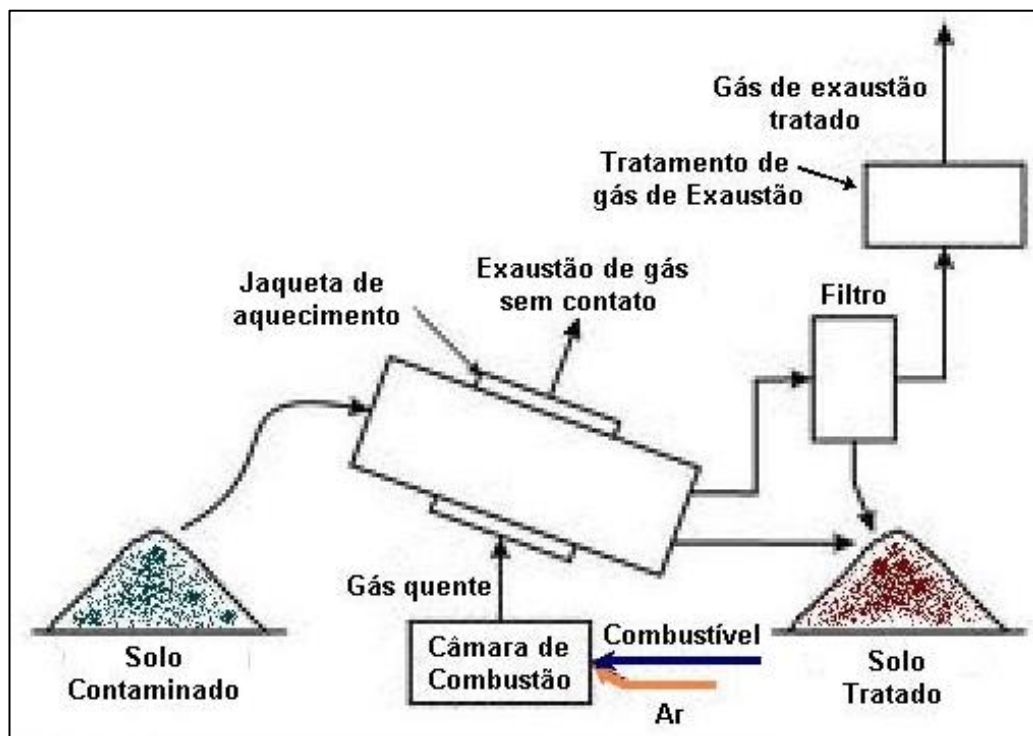 Gás de exaustão
tratado
Tratamento de
gás de Exaustão
Jaqueta de
aquecimento
Exaustão de gás
sem contato
Filtro
Gás quente
Câmara de
Combustão
Combustível
Ar
Solo
Contaminado
Solo
Tratado